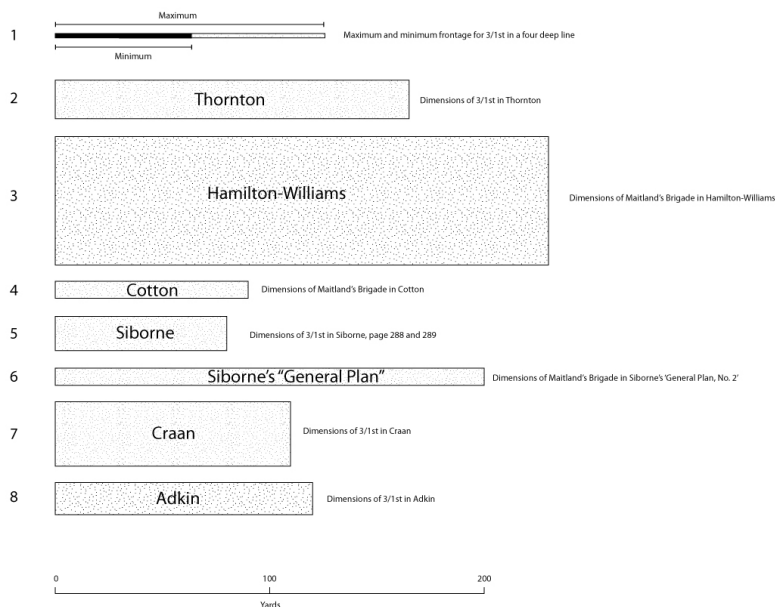 Maximum
1
Maximum and minimum frontage for 3/1st in a four deep line
Minimum
2
Thornton
Dimensions of 3/1st in Thornton
3
Hamilton-Williams
Dimensions of Maitland's Brigade in Hamilton-Williams
4
Cotton
Dimensions of Maitland's Brigade in Cotton
5
Siborne
Dimensions of 3/1st in Siborne, page 288 and 289
6
Siborne's “General Plan”
Dimensions of Maitland's Brigade in Siborne's ‘General Plan, No. 2’
7
Craan
Dimensions of 3/1st in Craan
8
Adkin
Dimensions of 3/1st in Adkin
0 100 200
Yards